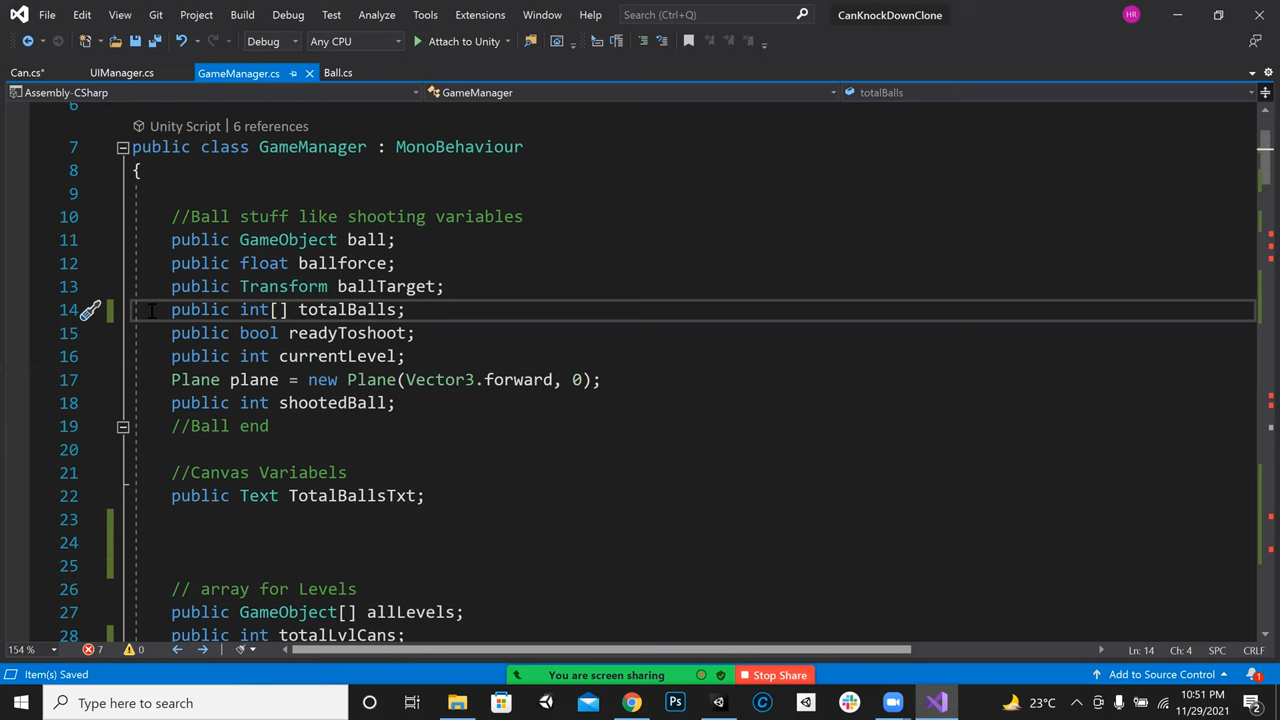 File Edit View Git Project Build Debug Test Analyze Tools Extensions Window Help Search (Ctrl+Q) CanKnockDownClone HR
Debug Any CPU Attach to Unity
Can.cs* UIManager.cs GameManager.cs Ball.cs
Assembly-CSharp GameManager totalBalls
6
Unity Script | 6 references
7 public class GameManager : MonoBehaviour
8 {
9
10 //Ball stuff like shooting variables
11 public GameObject ball;
12 public float ballforce;
13 public Transform ballTarget;
14 public int[] totalBalls;
15 public bool readyToshoot;
16 public int currentLevel;
17 Plane plane = new Plane(Vector3.forward, 0);
18 public int shootedBall;
19 //Ball end
20
21 //Canvas Variabels
22 public Text TotalBallsTxt;
23
24
25
26 // array for Levels
27 public GameObject[] allLevels;
28 public int totalLvlCans;
154 % 7 0 Ln: 14 Ch: 4 SPC CRLF
Item(s) Saved You are screen sharing Stop Share Add to Source Control 1
Type here to search Ps 23°C 10:51 PM
11/29/2021 2